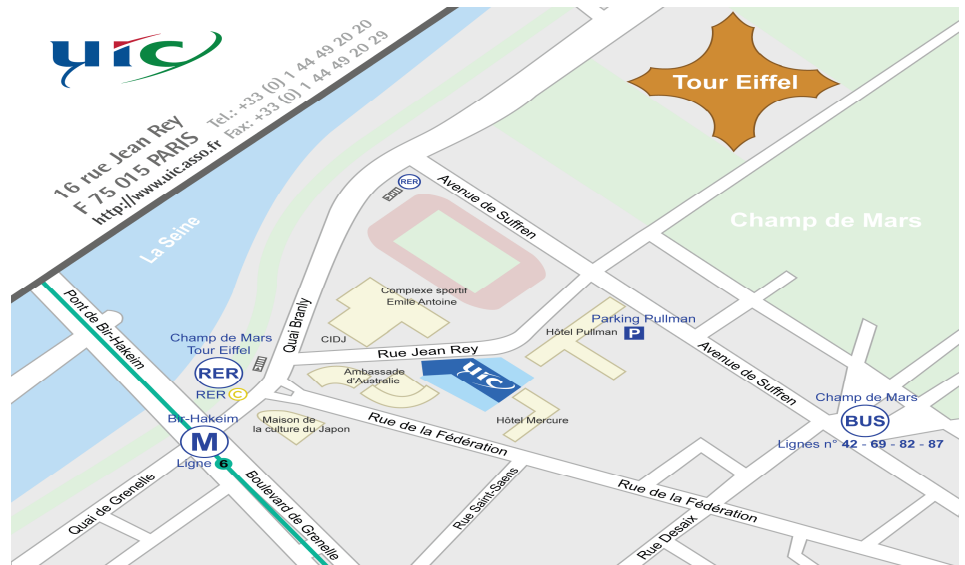 uic
16 rue Jean Rey
F 75 015 PARIS
http://www.uic.asso.fr
Tel.: +33 (0) 1 44 49 20 20
Fax: +33 (0) 1 44 49 20 29
Tour Eiffel
Champ de Mars
La Seine
RER
Avenue de Suffren
Complexe sportif
Emile Antoine
Pont de Bir-Hakeim
Quai Branly
Champ de Mars
Tour Eiffel
RER
RER C
CIDJ
Rue Jean Rey
Parking Pullman
Hôtel Pullman
P
Avenue de Suffren
Ambassade
d'Australie
uic
Hôtel Mercure
Champ de Mars
BUS
Lignes n° 42 - 69 - 82 - 87
Bir-Hakeim
M
Ligne 6
Maison de
la culture du Japon
Rue de la Fédération
Quai de Grenelle
Boulevard de Grenelle
Rue Saint-Saens
Rue de la Fédération
Rue Desaix